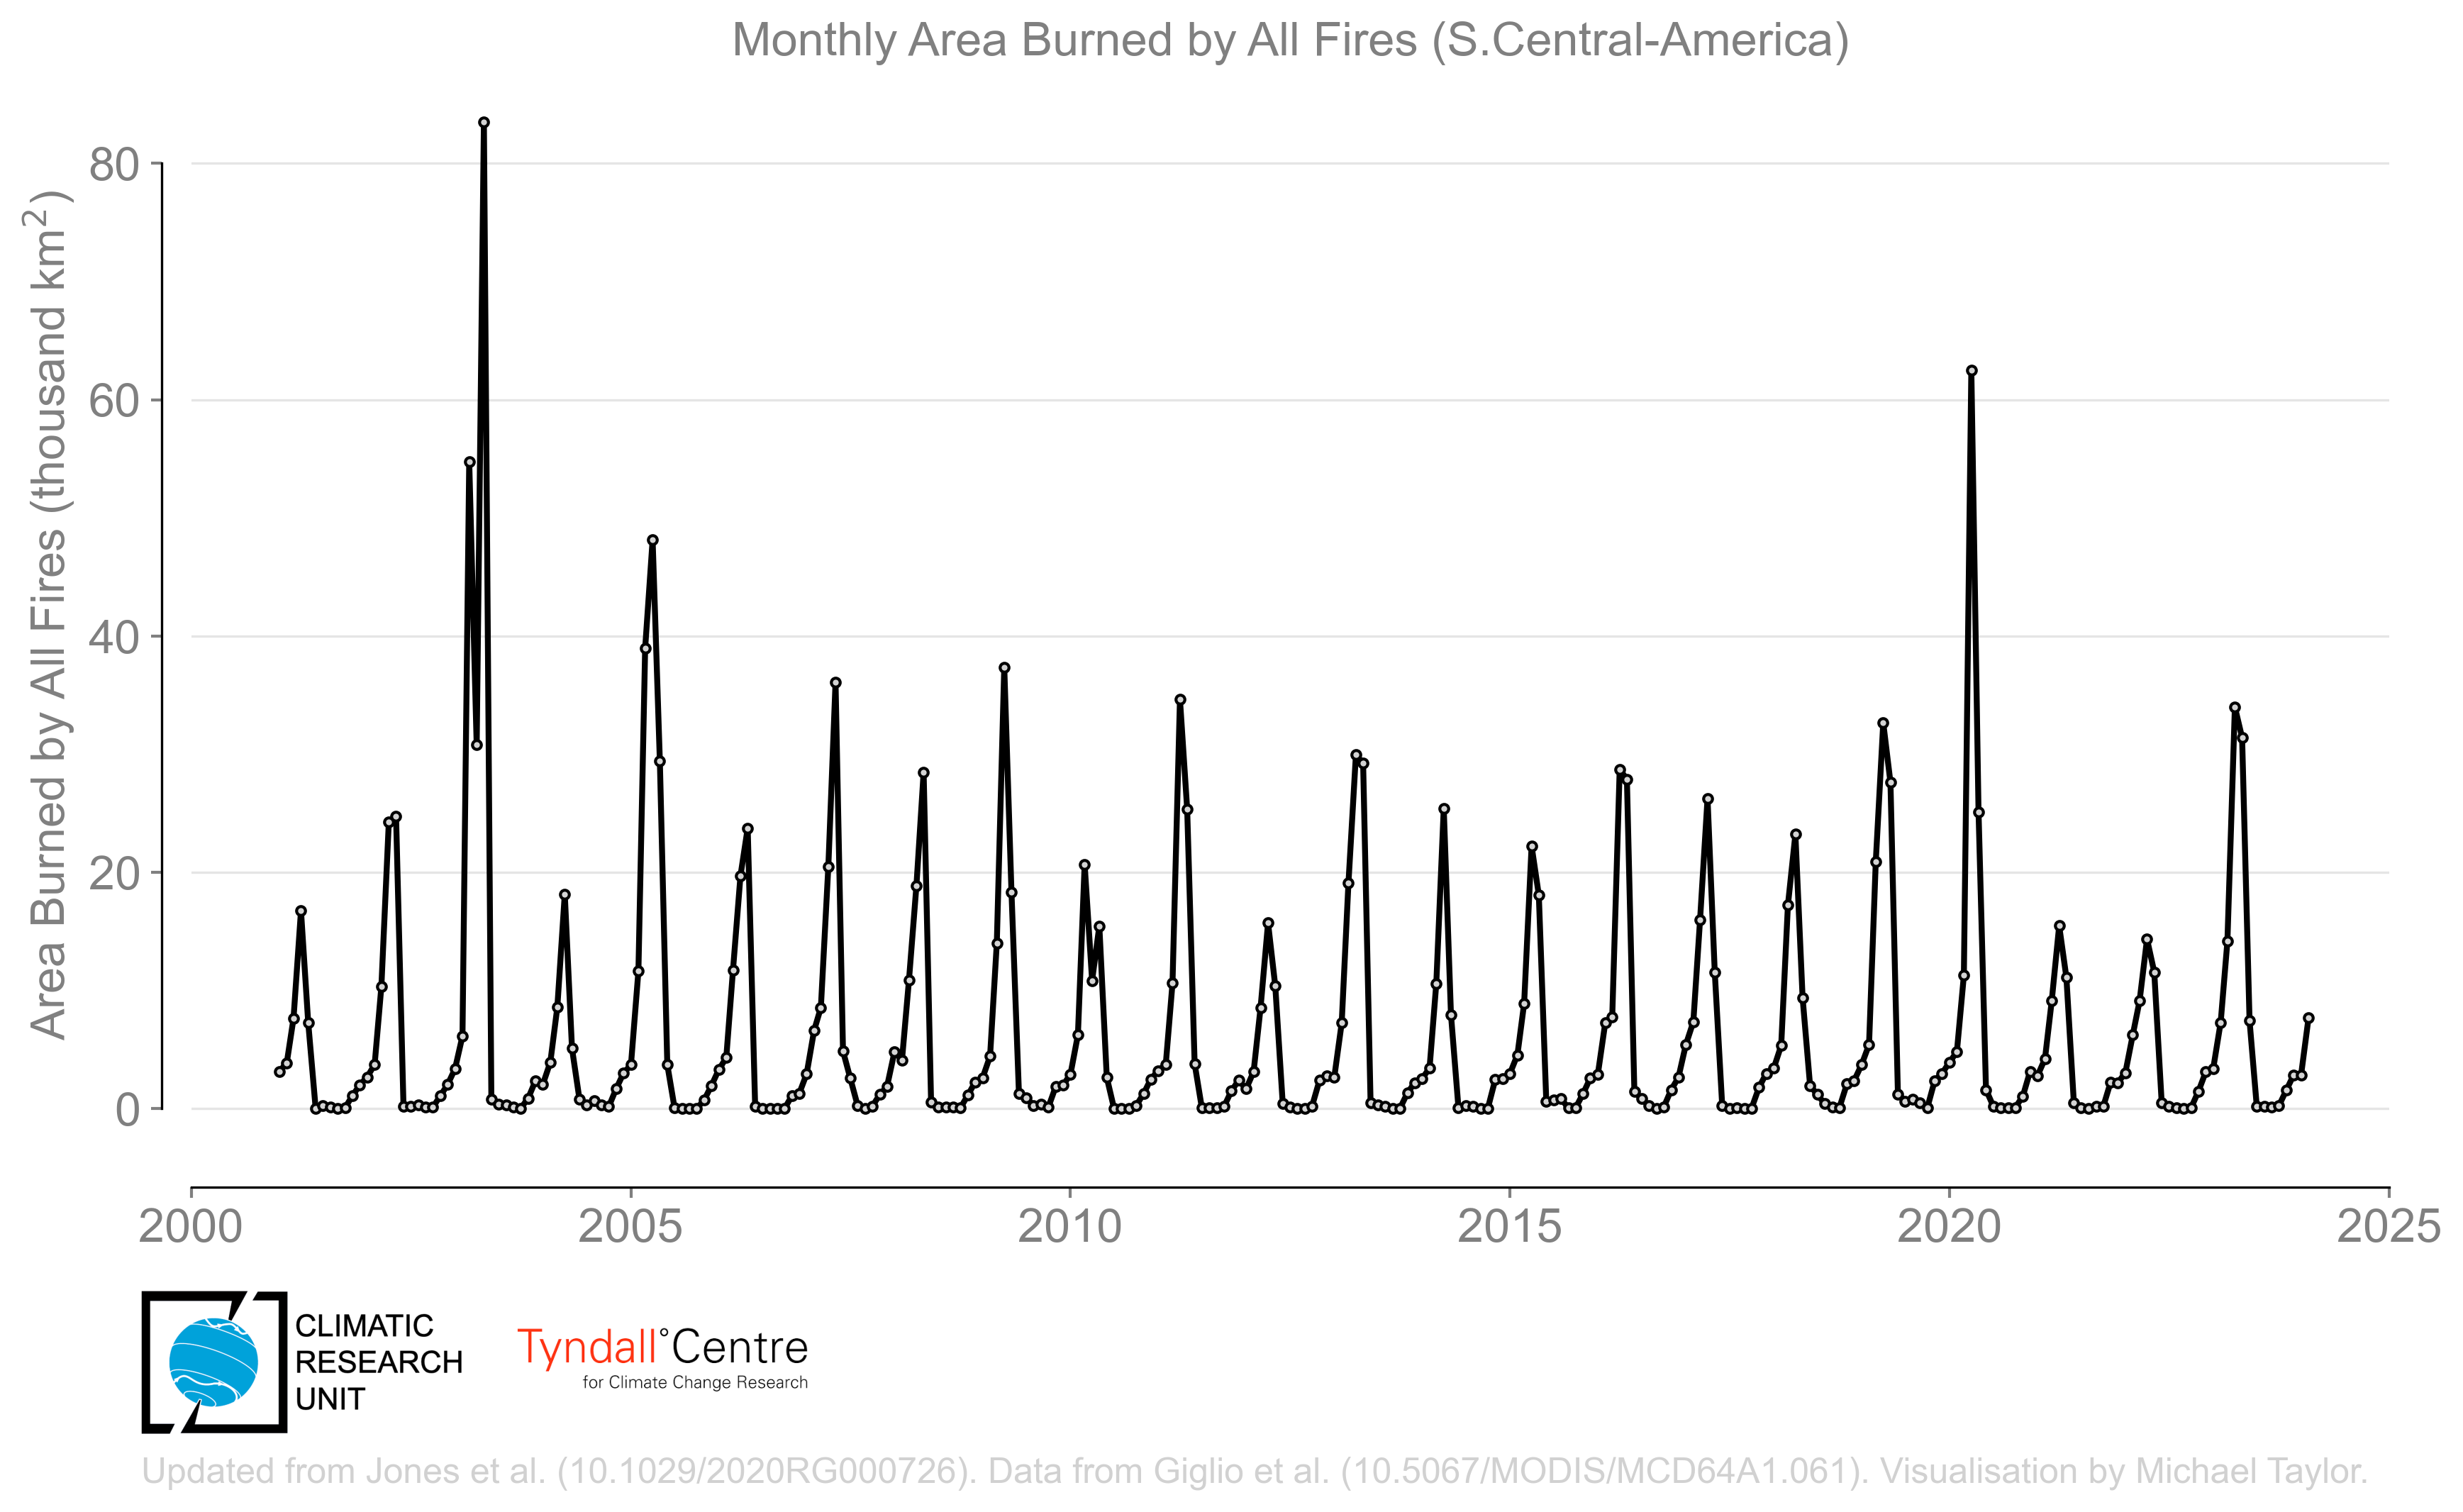 Monthly Area Burned by All Fires (S.Central-America)
Area Burned by All Fires (thousand km²)
80
60
40
20
0
2000 2005 2010 2015 2020 2025
CLIMATIC
RESEARCH
UNIT
Tyndall°Centre
for Climate Change Research
Updated from Jones et al. (10.1029/2020RG000726). Data from Giglio et al. (10.5067/MODIS/MCD64A1.061). Visualisation by Michael Taylor.